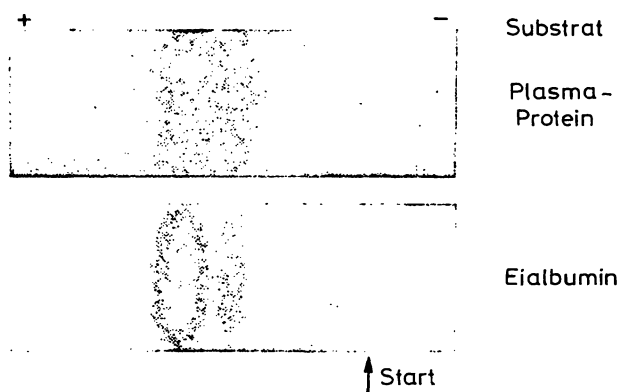 + −
Substrat
Plasma-
Protein
Eialbumin
Start